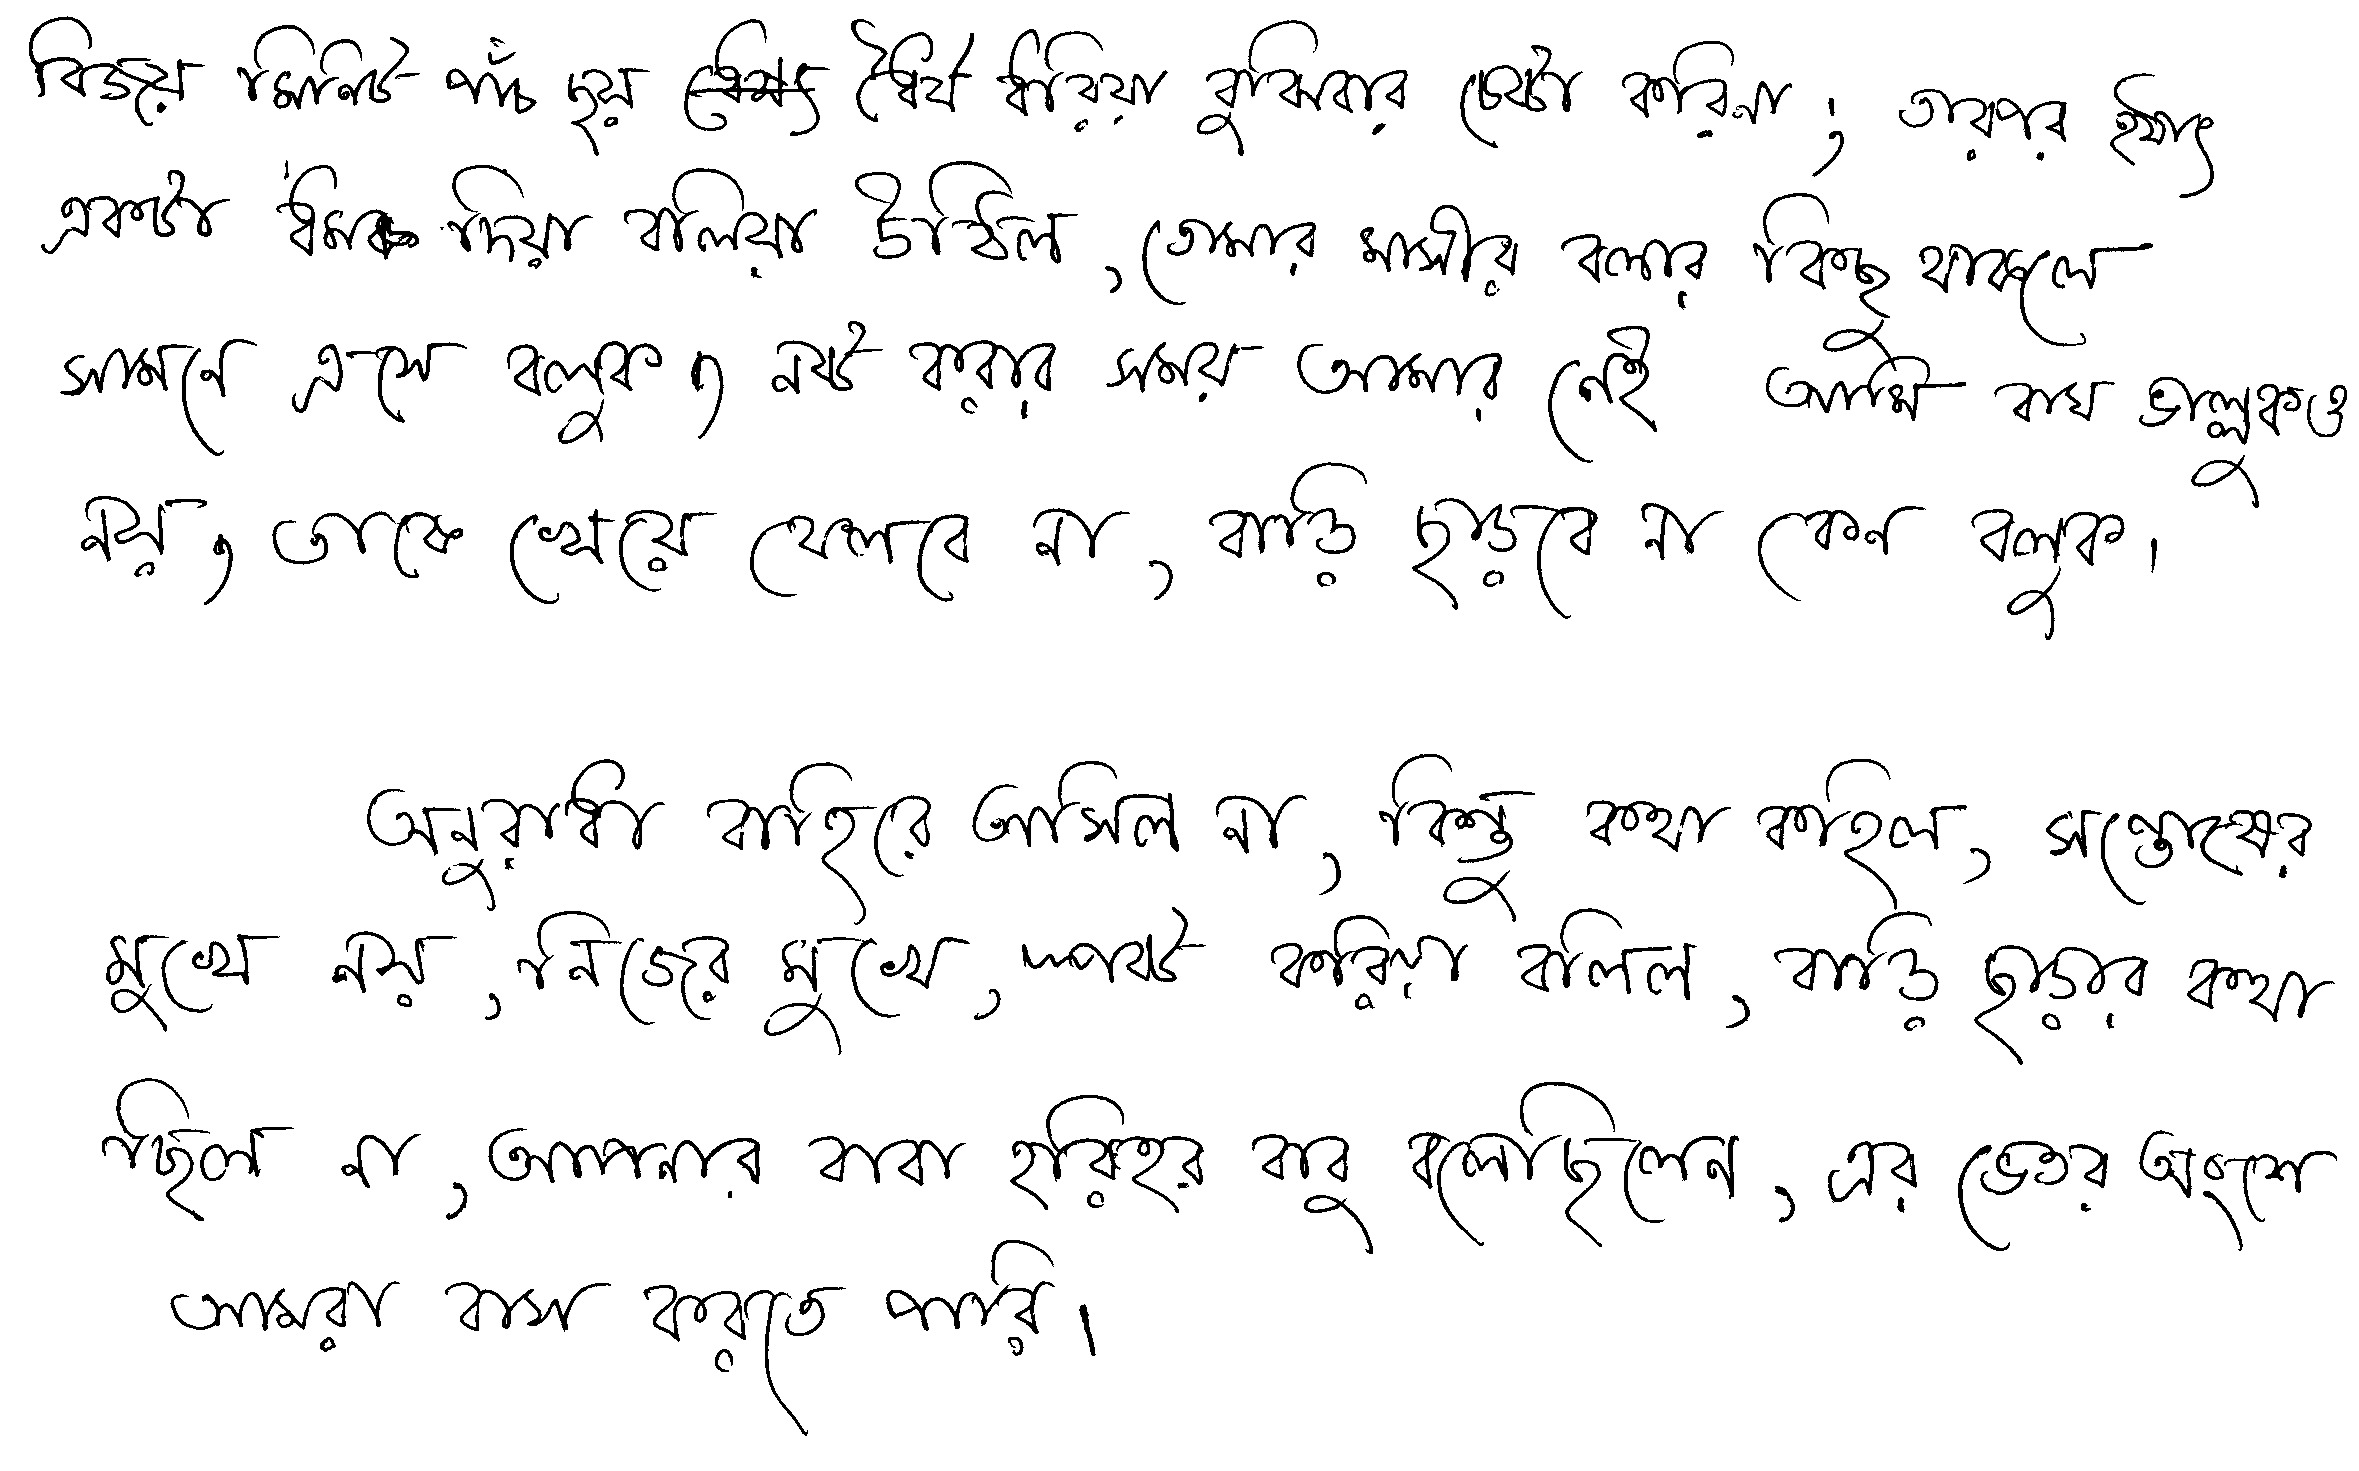 বিজয় মিনিট পাঁচ ছয় ধৈর্য ধরিয়া বুঝিবার চেষ্টা করিলা; তারপর হঠাৎ
একটা ধমক দিয়া বলিয়া উঠিল, তোমার মাসীর বলার কিছু থাকলে
সামনে এসে বলুক, নষ্ট করার সময় আমার নেই আমি বাঘ ভাল্লুকও
নয়, তাকে খেয়ে ফেলবে না, বাড়ি ছাড়বে না কেন বলুক।
অনুরাধা বাহিরে আসিল না, কিন্তু কথা কহিল, সন্তোষের
মুখে নয়, নিজের মুখে, স্পষ্ট করিয়া বলিল, বাড়ি ছাড়ার কথা
ছিল না, আপনার বাবা হরিহর বাবু বলেছিলেন, এর ভেতর অংশে
আমরা বাস করতে পারি।